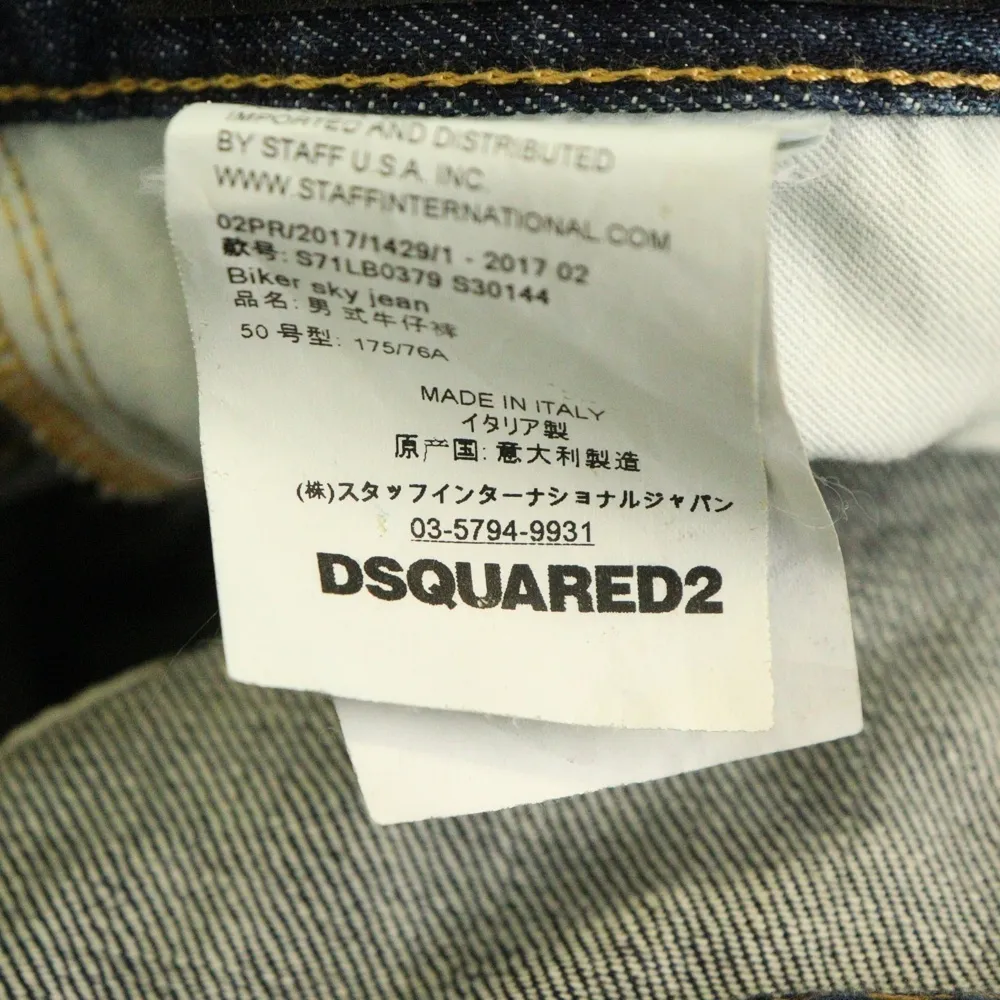 IMPORTED AND DISTRIBUTED
BY STAFF U.S.A. INC.
WWW.STAFFINTERNATIONAL.COM
02PR/2017/1429/1 - 2017 02
款号: S71LB0379 S30144
Biker sky jean
品名: 男 式牛仔裤
50 号型: 175/76A
MADE IN ITALY
イタリア製
原产国: 意大利製造
(株)スタッフインターナショナルジャパン
03-5794-9931
DSQUARED2